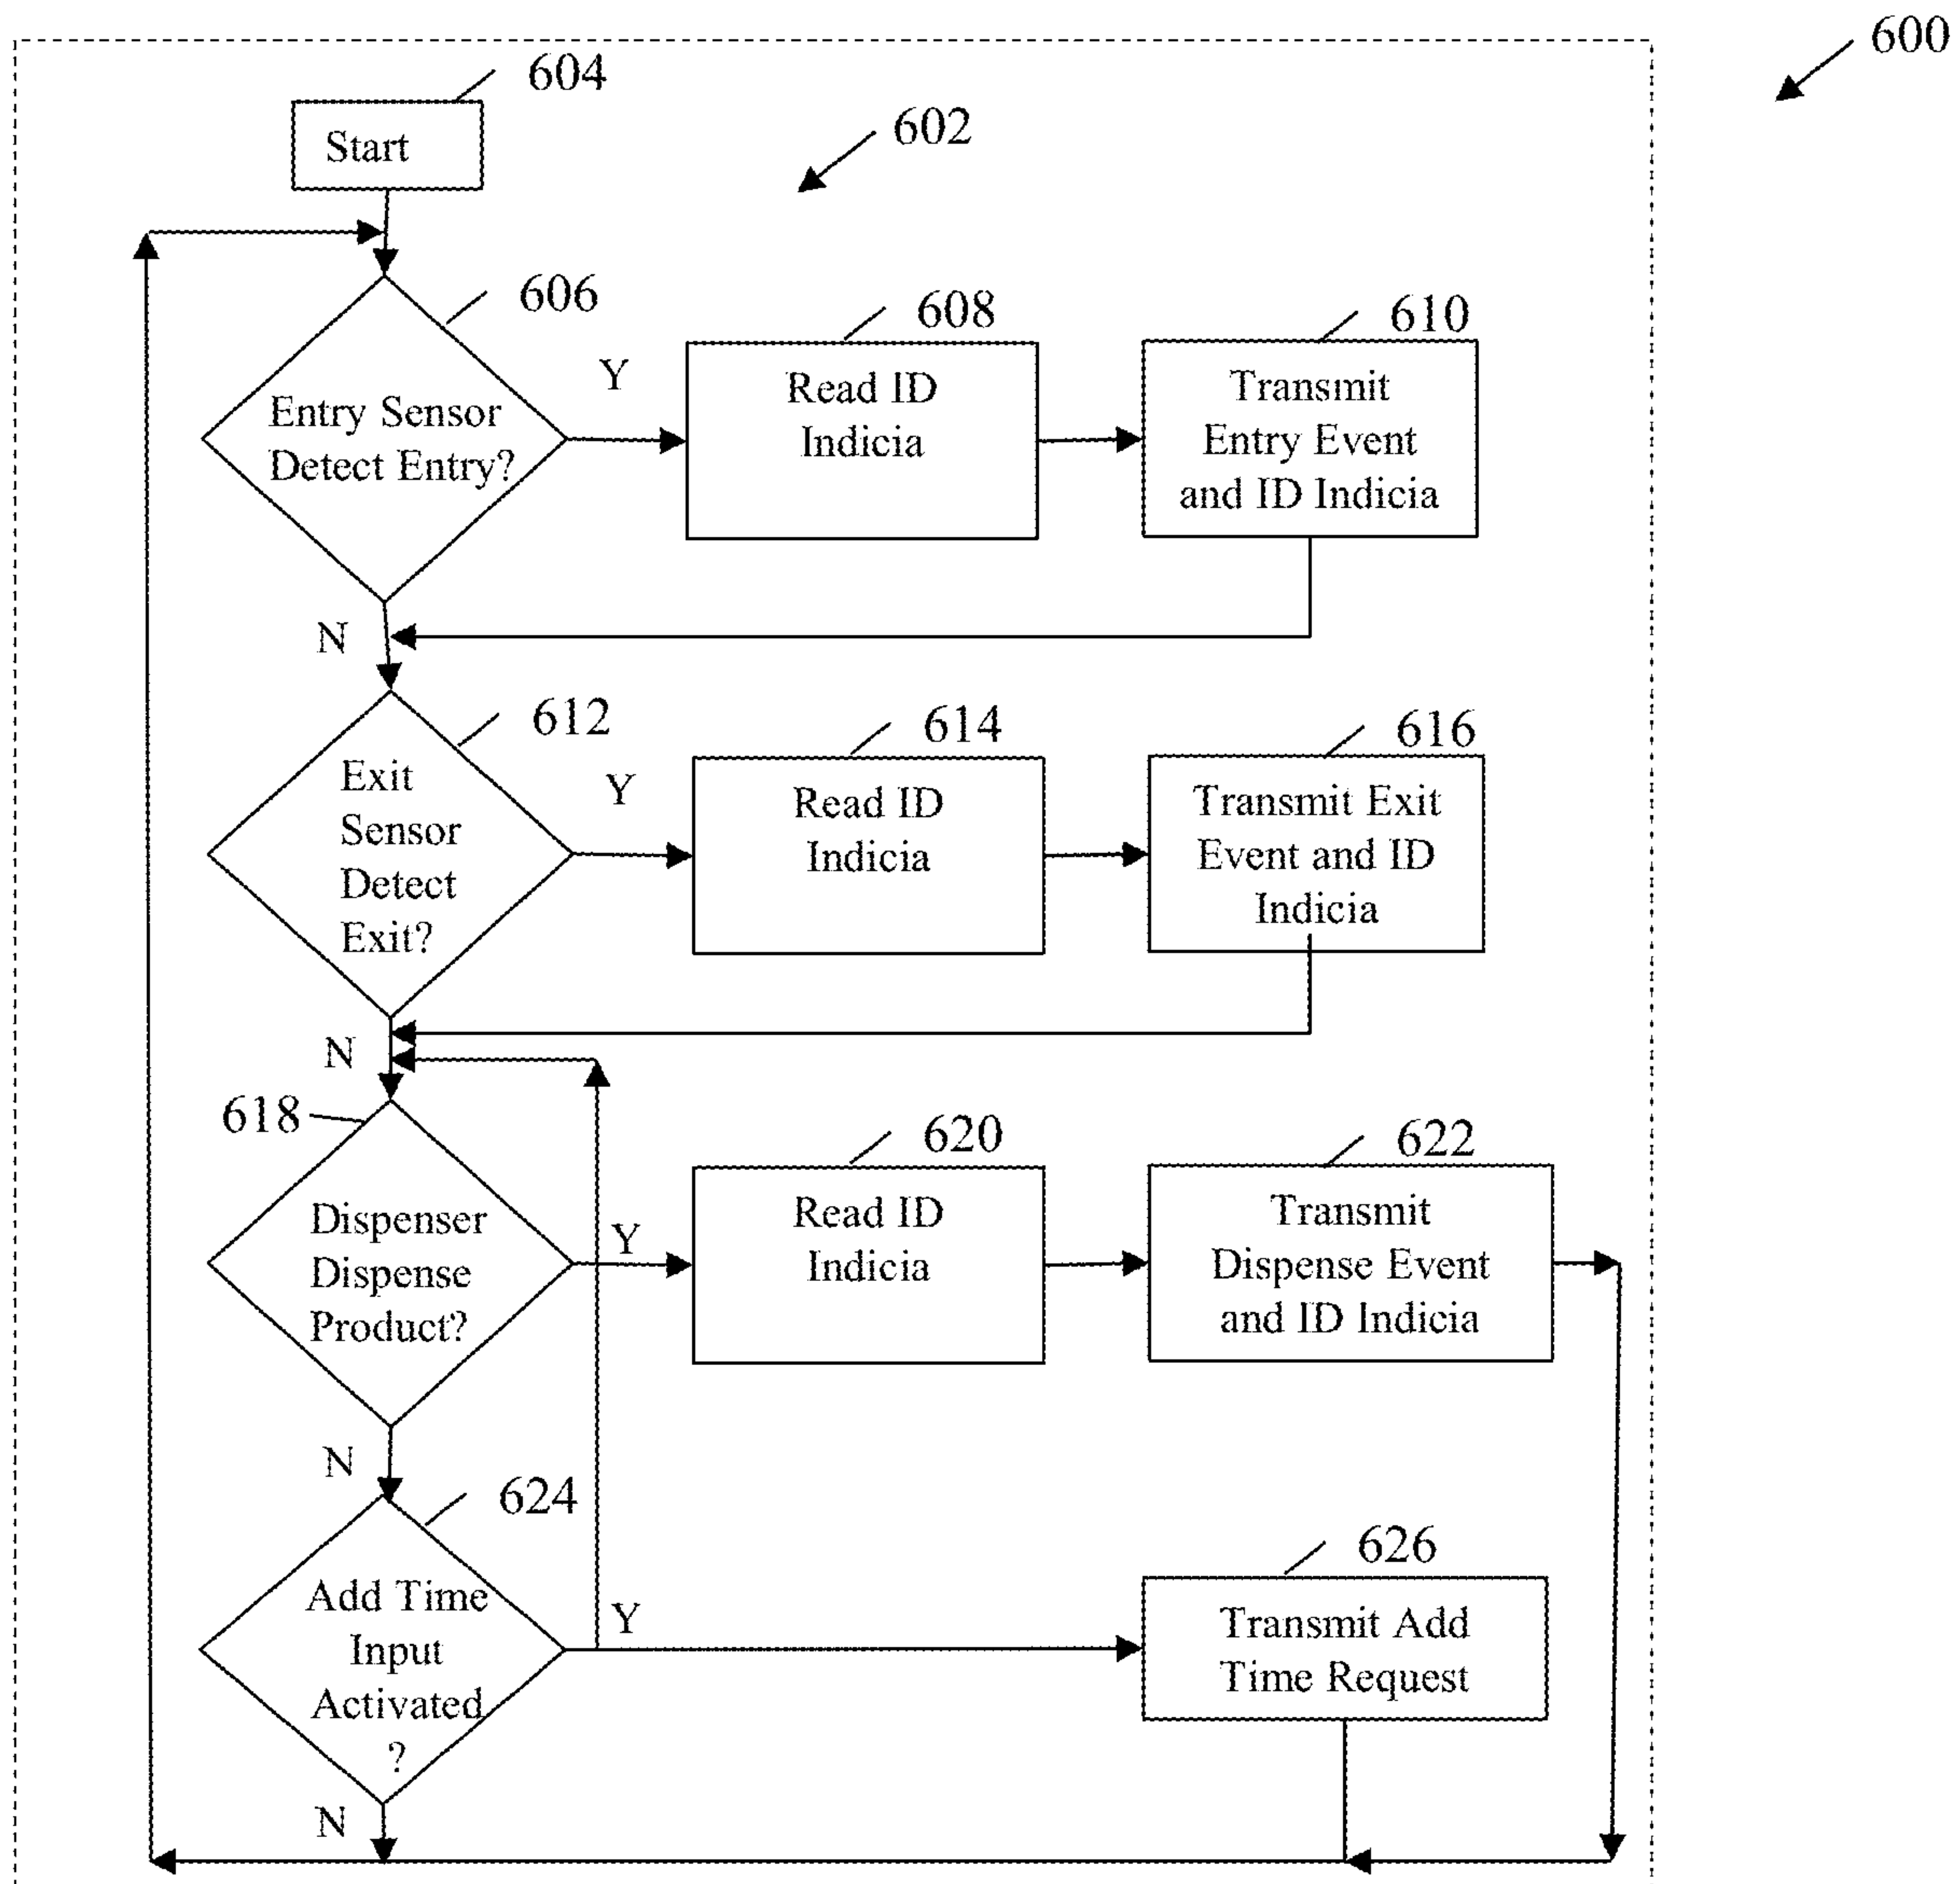 600
604
Start
602
606
Entry Sensor
Detect Entry?
Y
608
Read ID
Indicia
610
Transmit
Entry Event
and ID Indicia
N
612
Exit
Sensor
Detect
Exit?
Y
614
Read ID
Indicia
616
Transmit Exit
Event and ID
Indicia
N
618
Dispenser
Dispense
Product?
Y
620
Read ID
Indicia
622
Transmit
Dispense Event
and ID Indicia
N
624
Add Time
Input
Activated
?
Y
626
Transmit Add
Time Request
N